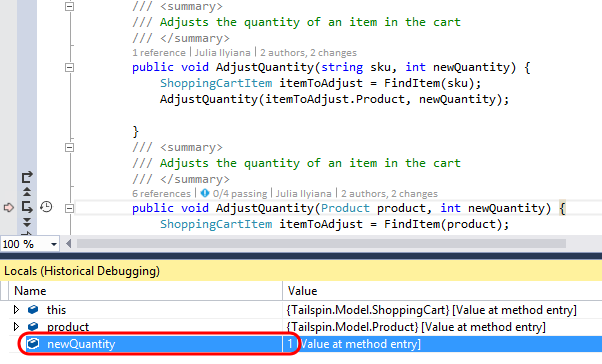 /// <summary>
/// Adjusts the quantity of an item in the cart
/// </summary>
1 reference | Julia Ilyiana | 2 authors, 2 changes
public void AdjustQuantity(string sku, int newQuantity) {
ShoppingCartItem itemToAdjust = FindItem(sku);
AdjustQuantity(itemToAdjust.Product, newQuantity);
}
/// <summary>
/// Adjusts the quantity of an item in the cart
/// </summary>
6 references | 0/4 passing | Julia Ilyiana | 2 authors, 2 changes
public void AdjustQuantity(Product product, int newQuantity) {
ShoppingCartItem itemToAdjust = FindItem(product);
100 %
Locals (Historical Debugging)
Name Value
this {Tailspin.Model.ShoppingCart} [Value at method entry]
product {Tailspin.Model.Product} [Value at method entry]
newQuantity 1 [Value at method entry]